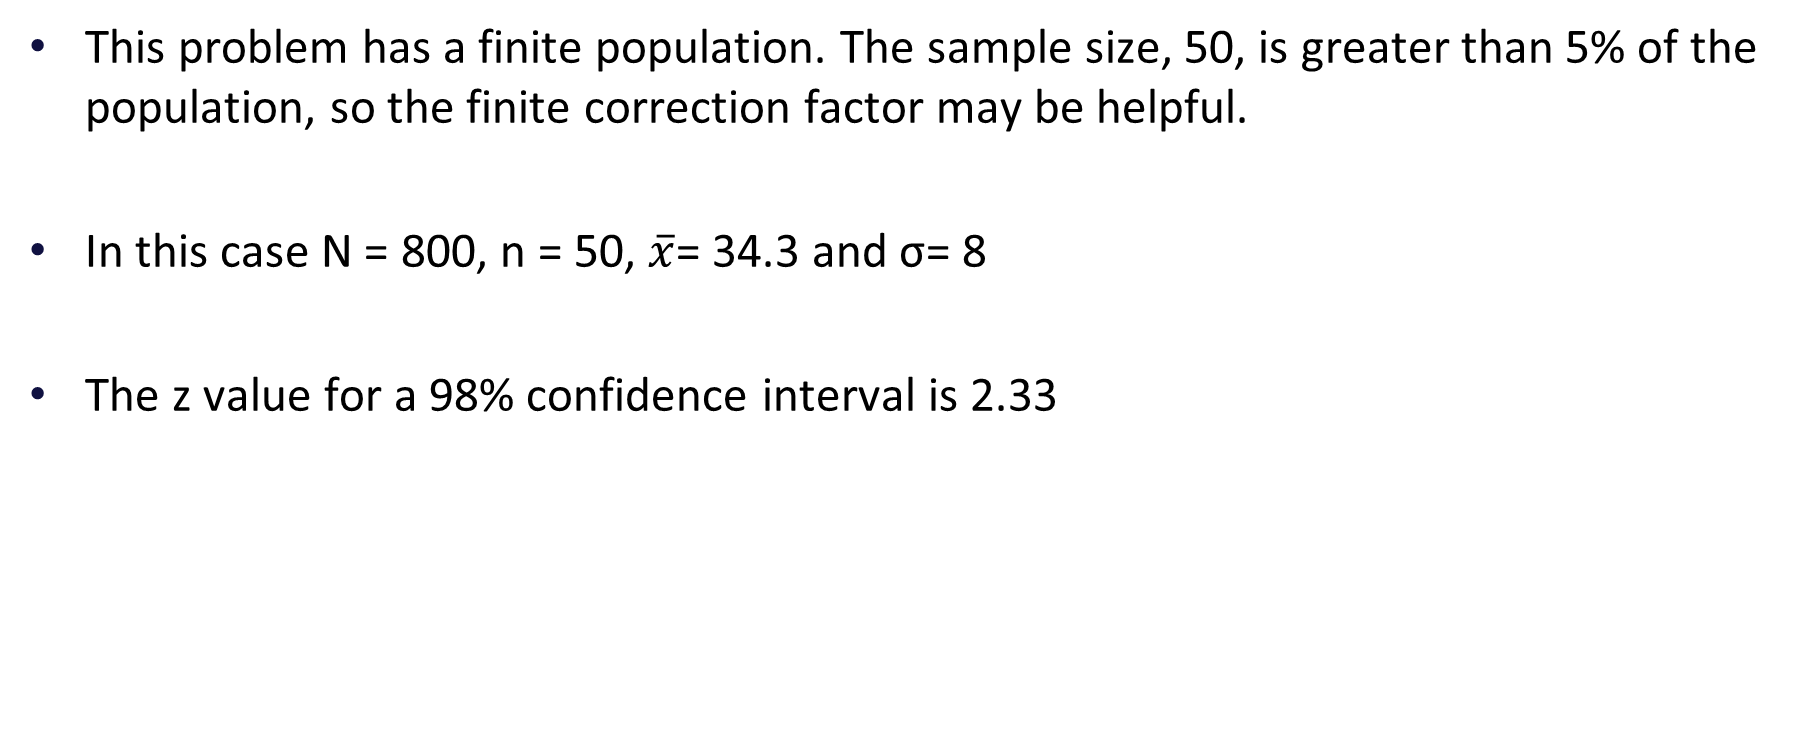 • This problem has a finite population. The sample size, 50, is greater than 5% of the
population, so the finite correction factor may be helpful.
• In this case N = 800, n = 50, x̄= 34.3 and σ= 8
• The z value for a 98% confidence interval is 2.33